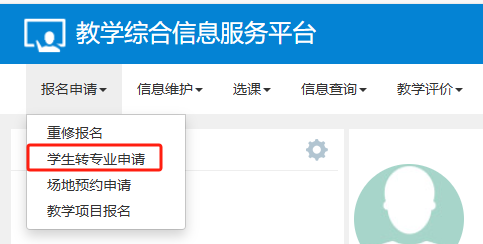 教学综合信息服务平台
报名申请 信息维护 选课 信息查询 教学评价
重修报名
学生转专业申请
场地预约申请
教学项目报名